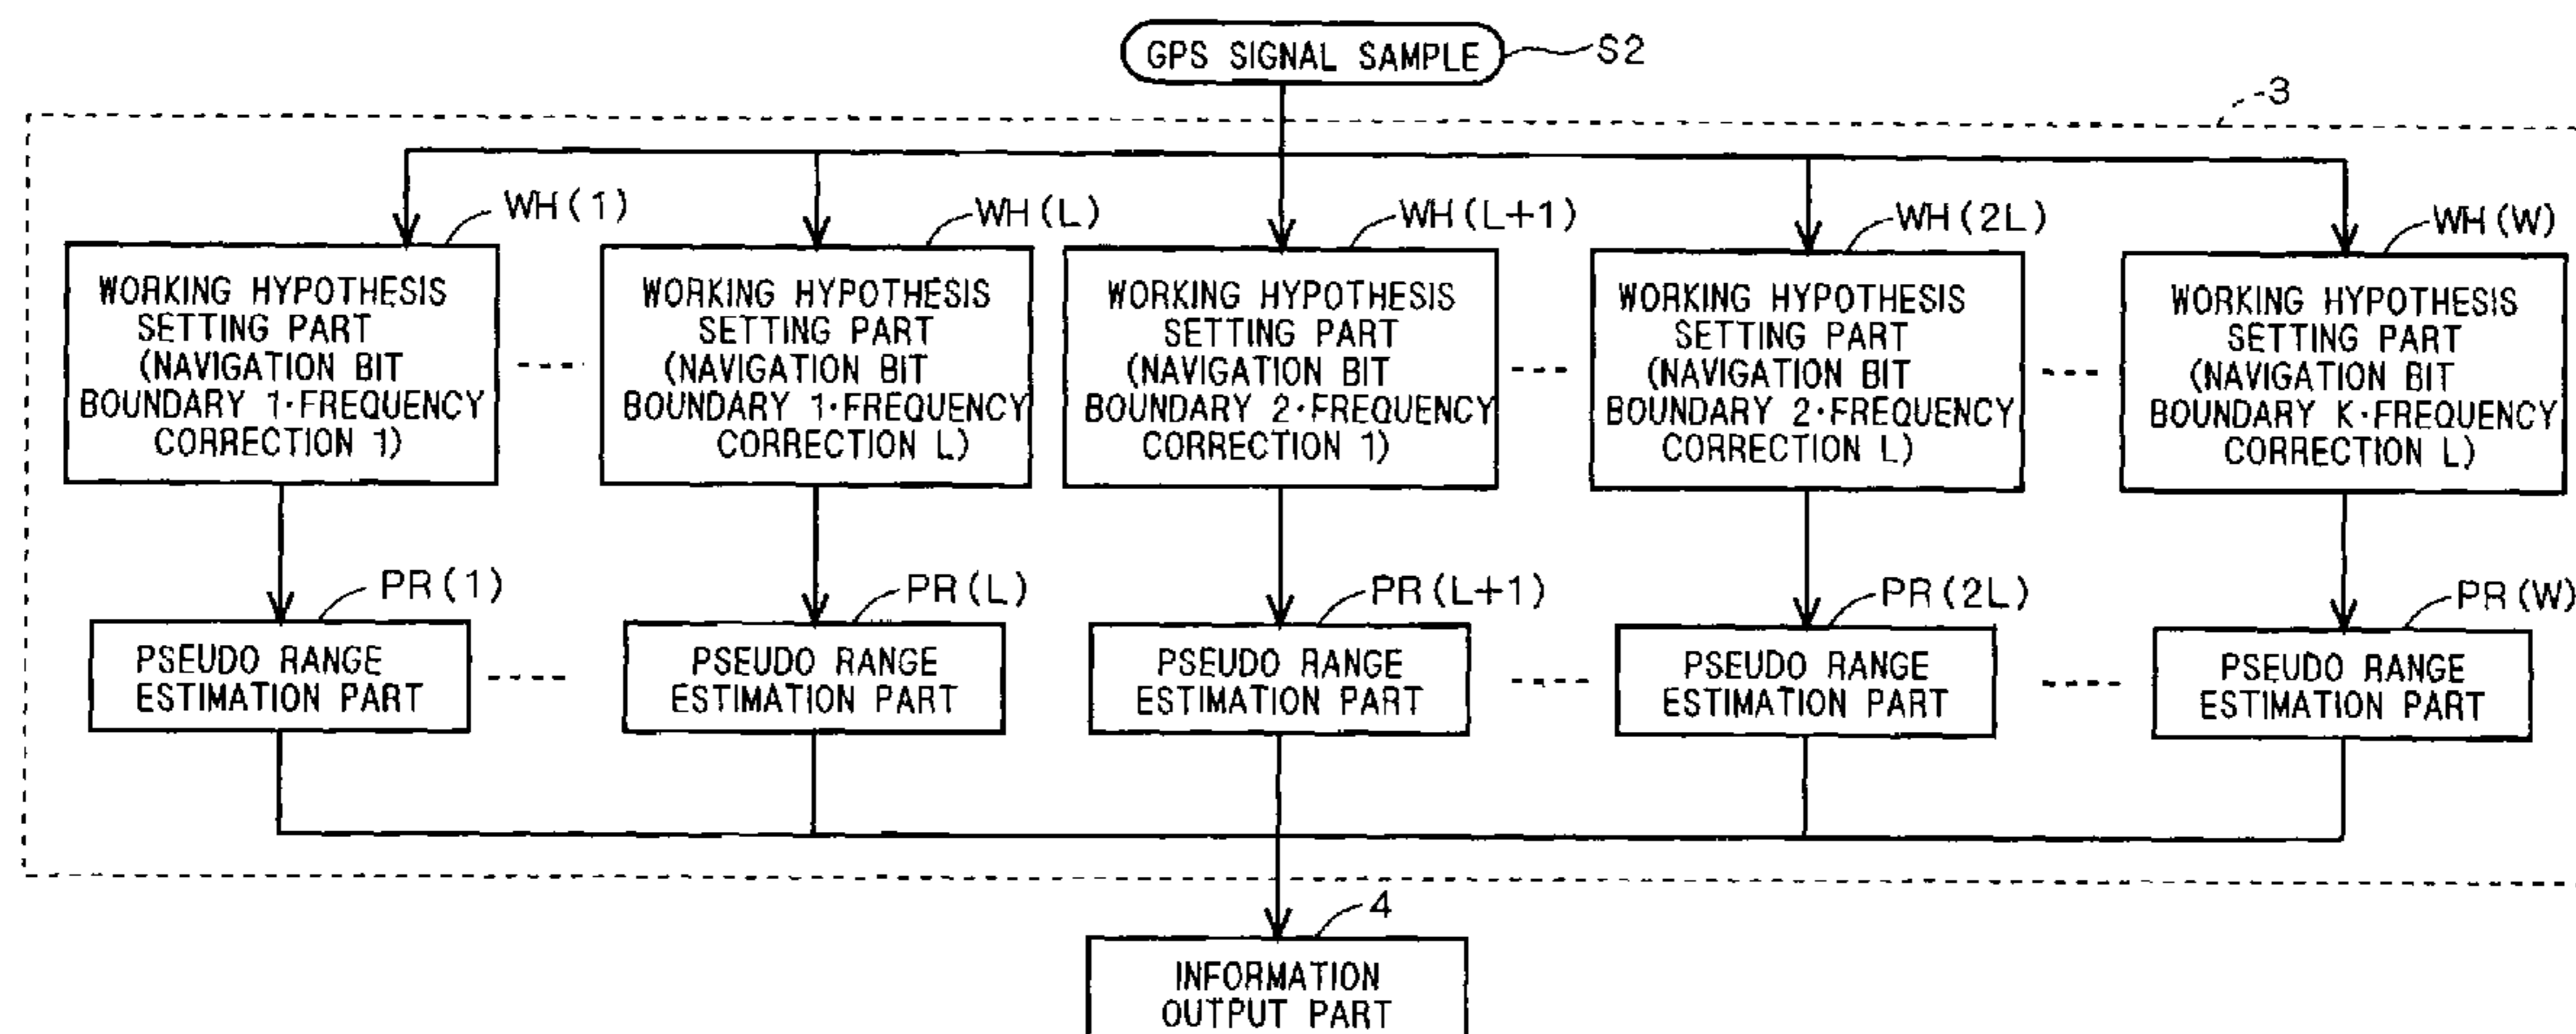 GPS SIGNAL SAMPLE
S2
3
WH(1)
WH(L)
WH(L+1)
WH(2L)
WH(W)
WORKING HYPOTHESIS
SETTING PART
(NAVIGATION BIT
BOUNDARY 1·FREQUENCY
CORRECTION 1)
WORKING HYPOTHESIS
SETTING PART
(NAVIGATION BIT
BOUNDARY 1·FREQUENCY
CORRECTION L)
WORKING HYPOTHESIS
SETTING PART
(NAVIGATION BIT
BOUNDARY 2·FREQUENCY
CORRECTION 1)
WORKING HYPOTHESIS
SETTING PART
(NAVIGATION BIT
BOUNDARY 2·FREQUENCY
CORRECTION L)
WORKING HYPOTHESIS
SETTING PART
(NAVIGATION BIT
BOUNDARY K·FREQUENCY
CORRECTION L)
PR(1)
PR(L)
PR(L+1)
PR(2L)
PR(W)
PSEUDO RANGE
ESTIMATION PART
PSEUDO RANGE
ESTIMATION PART
PSEUDO RANGE
ESTIMATION PART
PSEUDO RANGE
ESTIMATION PART
PSEUDO RANGE
ESTIMATION PART
4
INFORMATION
OUTPUT PART